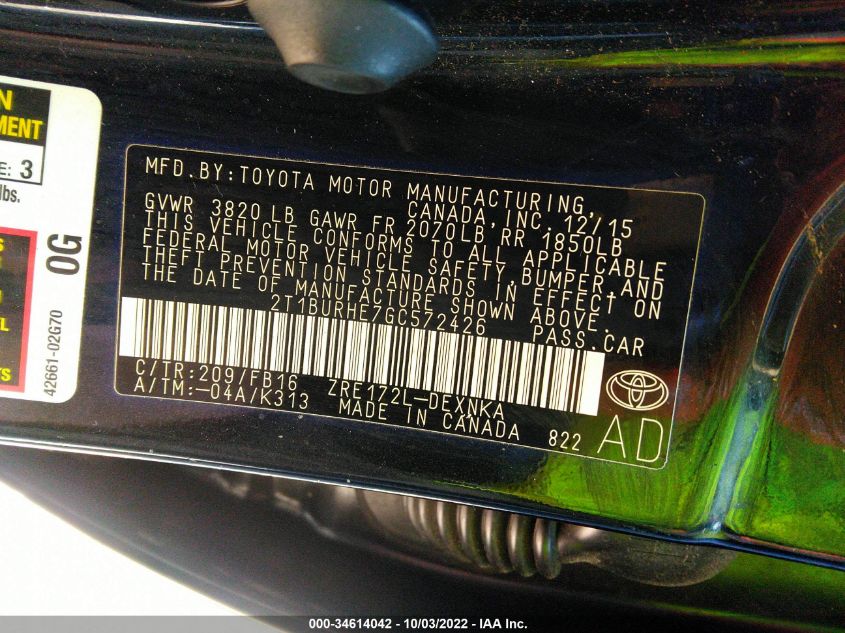 N
MENT
E: 3
lbs.
S
L
TS
42661-02G70
0G
MFD.BY:TOYOTA MOTOR MANUFACTURING,
CANADA,INC. 12/15
GVWR 3820 LB GAWR FR 2070LB,RR 1850LB
THIS VEHICLE CONFORMS TO ALL APPLICABLE
FEDERAL MOTOR VEHICLE SAFETY,BUMPER,AND
THEFT PREVENTION STANDARDS IN EFFECT ON
THE DATE OF MANUFACTURE SHOWN ABOVE.
2T1BURHE7GC572426 PASS.CAR
C/TR:209/FB16 ZRE172L-DEXNKA
A/TM:-04A/K313 MADE IN CANADA 822
AD
000-34614042 - 10/03/2022 - IAA Inc.